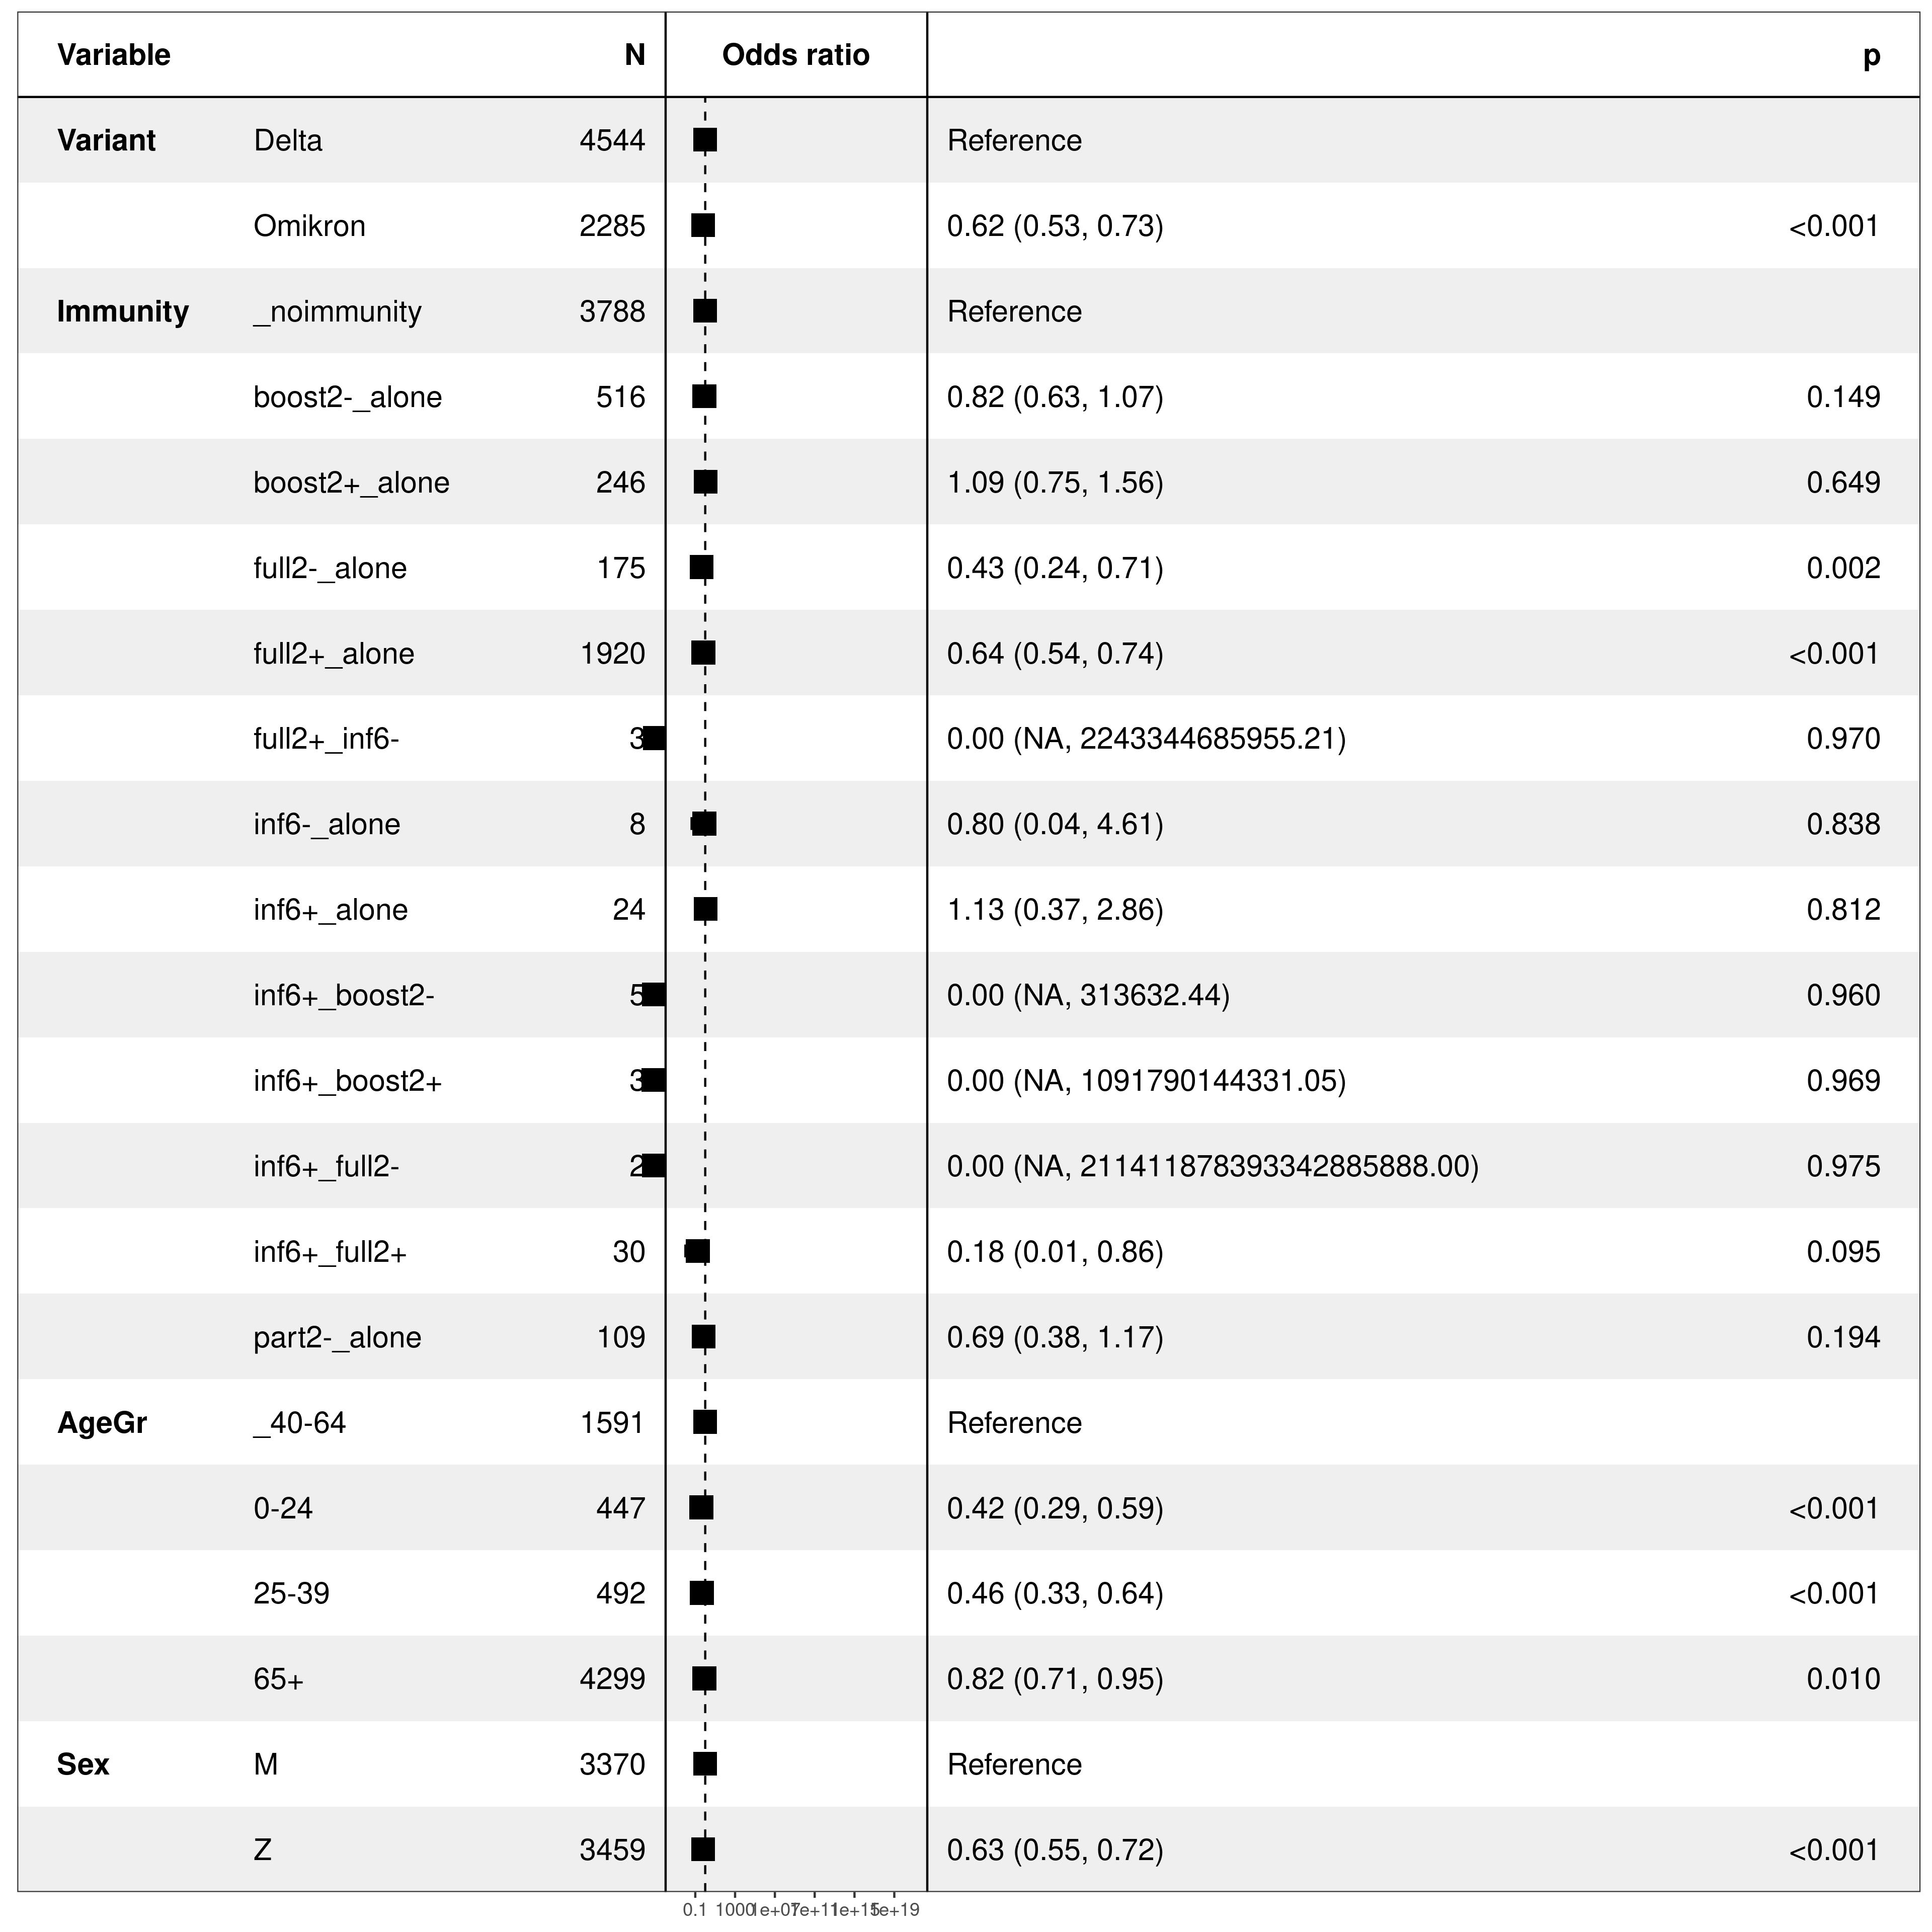 Variable N Odds ratio p
Variant Delta 4544 Reference
Omikron 2285 0.62 (0.53, 0.73) <0.001
Immunity _noimmunity 3788 Reference
boost2-_alone 516 0.82 (0.63, 1.07) 0.149
boost2+_alone 246 1.09 (0.75, 1.56) 0.649
full2-_alone 175 0.43 (0.24, 0.71) 0.002
full2+_alone 1920 0.64 (0.54, 0.74) <0.001
full2+_inf6- 3 0.00 (NA, 2243344685955.21) 0.970
inf6-_alone 8 0.80 (0.04, 4.61) 0.838
inf6+_alone 24 1.13 (0.37, 2.86) 0.812
inf6+_boost2- 5 0.00 (NA, 313632.44) 0.960
inf6+_boost2+ 3 0.00 (NA, 1091790144331.05) 0.969
inf6+_full2- 2 0.00 (NA, 211411878393342885888.00) 0.975
inf6+_full2+ 30 0.18 (0.01, 0.86) 0.095
part2-_alone 109 0.69 (0.38, 1.17) 0.194
AgeGr _40-64 1591 Reference
0-24 447 0.42 (0.29, 0.59) <0.001
25-39 492 0.46 (0.33, 0.64) <0.001
65+ 4299 0.82 (0.71, 0.95) 0.010
Sex M 3370 Reference
Z 3459 0.63 (0.55, 0.72) <0.001
0.1 1000 1e+07 1e+11 1e+15 1e+19